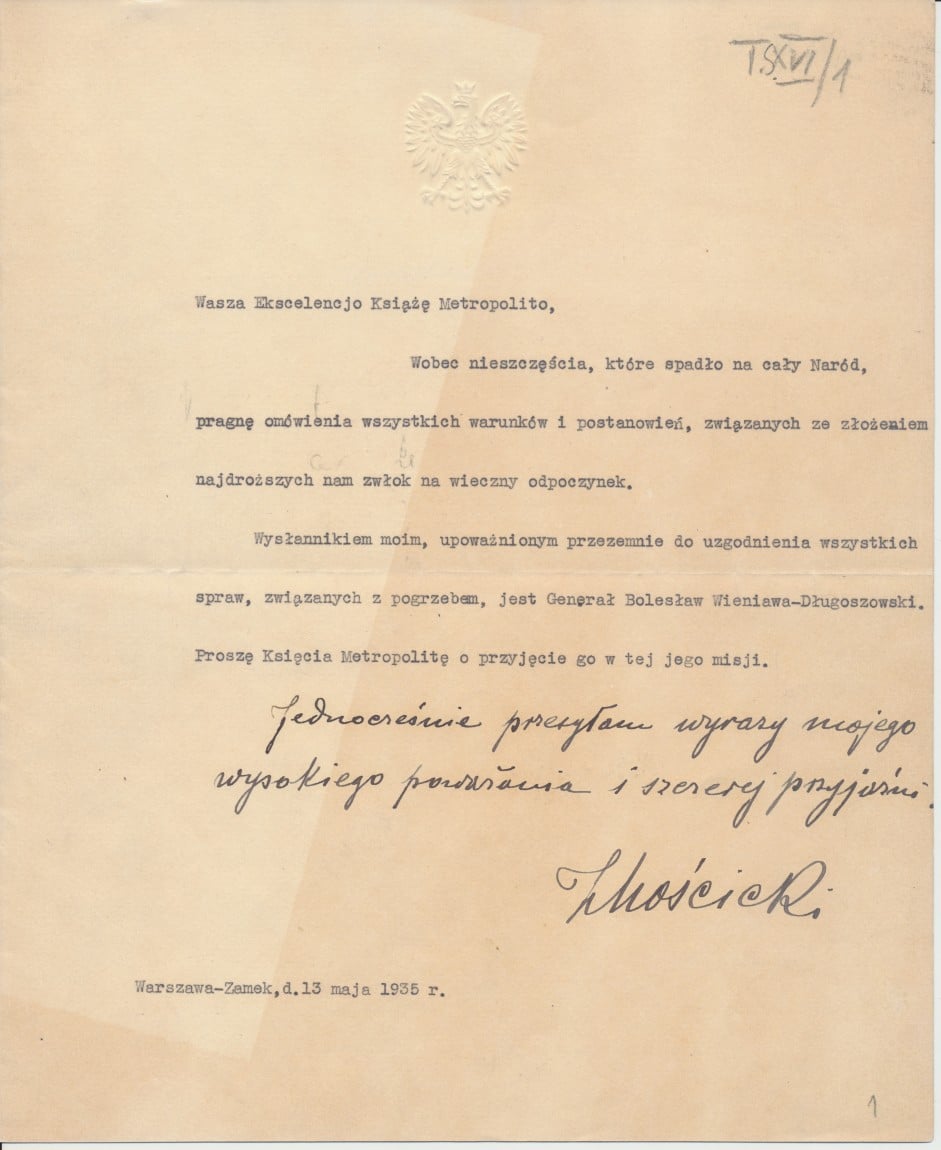 T.S.XVI/1
Wasza Ekscelencjo Książę Metropolito,
Wobec nieszczęścia, które spadło na cały Naród,
pragnę omówienia wszystkich warunków i postanowień, związanych ze złożeniem
najdroższych nam zwłok na wieczny odpoczynek.
Wysłannikiem moim, upoważnionym przezemnie do uzgodnienia wszystkich
spraw, związanych z pogrzebem, jest Generał Bolesław Wieniawa-Długoszowski.
Proszę Księcia Metropolitę o przyjęcie go w tej jego misji.
Jednocześnie przesyłam wyrazy mojego
wysokiego poważania i szczerej przyjaźni.
IMościcki
Warszawa-Zamek,d.13 maja 1935 r.
1